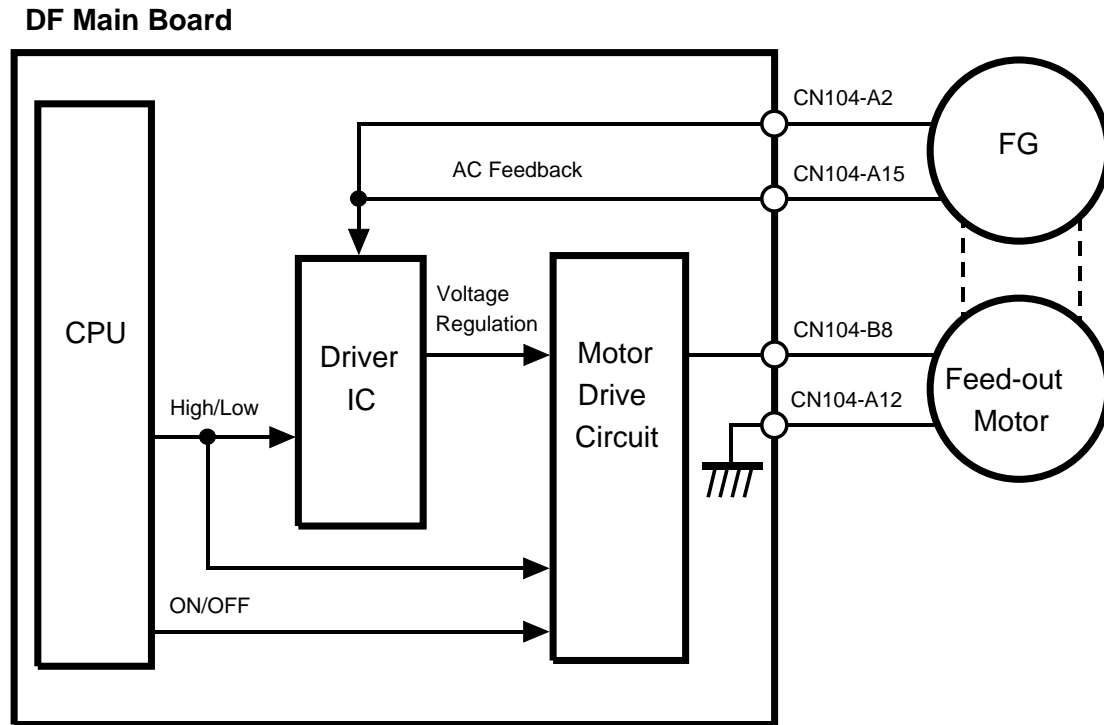 DF Main Board
CN104-A2
FG
AC Feedback
CN104-A15
CPU
Driver
IC
Voltage
Regulation
Motor
Drive
Circuit
CN104-B8
Feed-out
Motor
CN104-A12
High/Low
ON/OFF